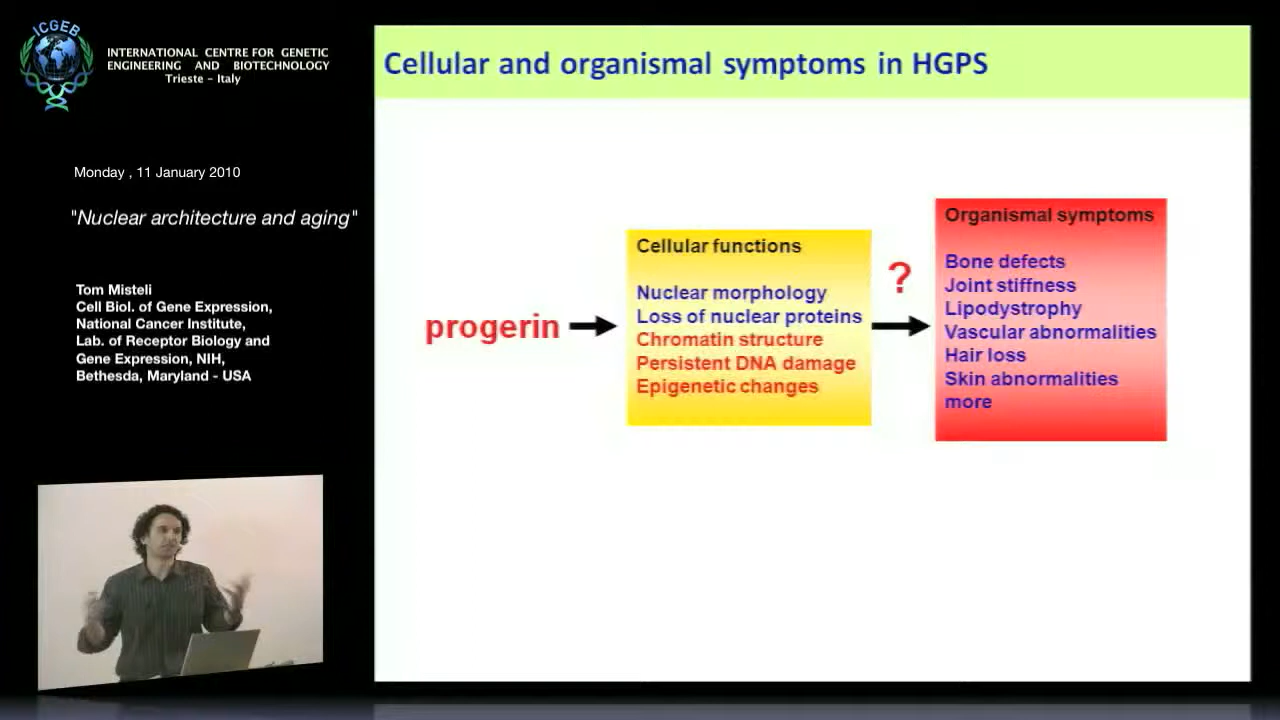 ICGEB
INTERNATIONAL CENTRE FOR GENETIC
ENGINEERING AND BIOTECHNOLOGY
Trieste - Italy
Monday , 11 January 2010
"Nuclear architecture and aging"
Tom Misteli
Cell Biol. of Gene Expression,
National Cancer Institute,
Lab. of Receptor Biology and
Gene Expression, NIH,
Bethesda, Maryland - USA
Cellular and organismal symptoms in HGPS
progerin
Cellular functions
Nuclear morphology
Loss of nuclear proteins
Chromatin structure
Persistent DNA damage
Epigenetic changes
?
Organismal symptoms
Bone defects
Joint stiffness
Lipodystrophy
Vascular abnormalities
Hair loss
Skin abnormalities
more